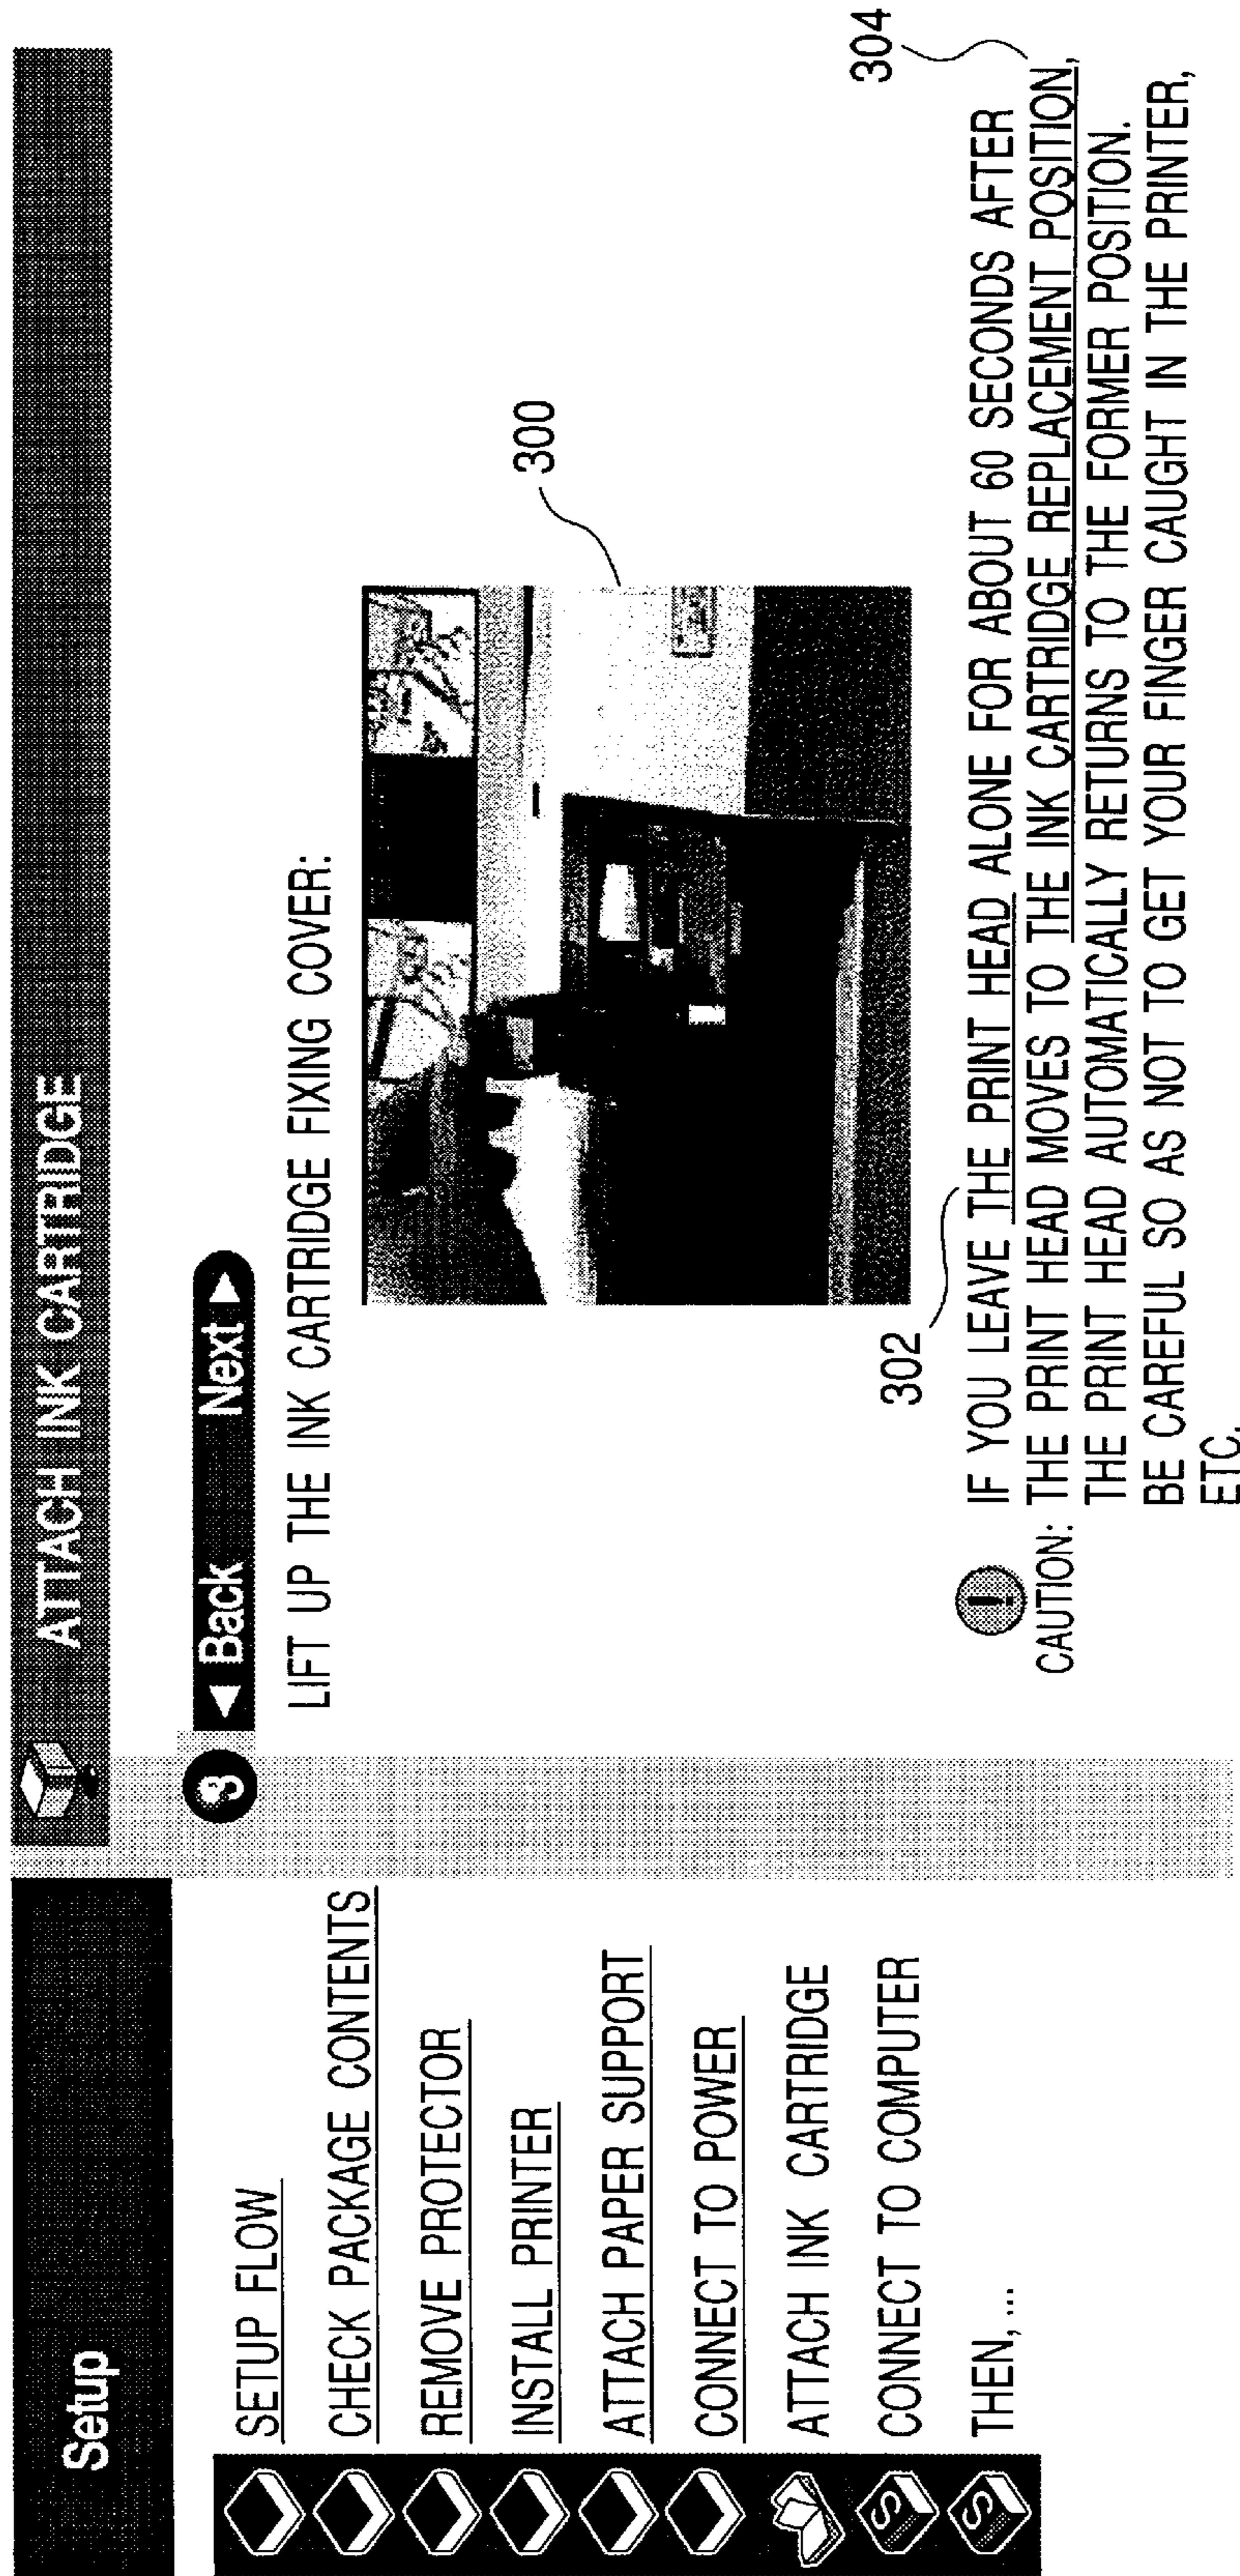 Setup
SETUP FLOW
CHECK PACKAGE CONTENTS
REMOVE PROTECTOR
INSTALL PRINTER
ATTACH PAPER SUPPORT
CONNECT TO POWER
ATTACH INK CARTRIDGE
S CONNECT TO COMPUTER
S THEN,...
ATTACH INK CARTRIDGE
3 ◀ Back Next ▶
LIFT UP THE INK CARTRIDGE FIXING COVER:
300
302
304
! CAUTION:
IF YOU LEAVE THE PRINT HEAD ALONE FOR ABOUT 60 SECONDS AFTER
THE PRINT HEAD MOVES TO THE INK CARTRIDGE REPLACEMENT POSITION,
THE PRINT HEAD AUTOMATICALLY RETURNS TO THE FORMER POSITION.
BE CAREFUL SO AS NOT TO GET YOUR FINGER CAUGHT IN THE PRINTER,
ETC.